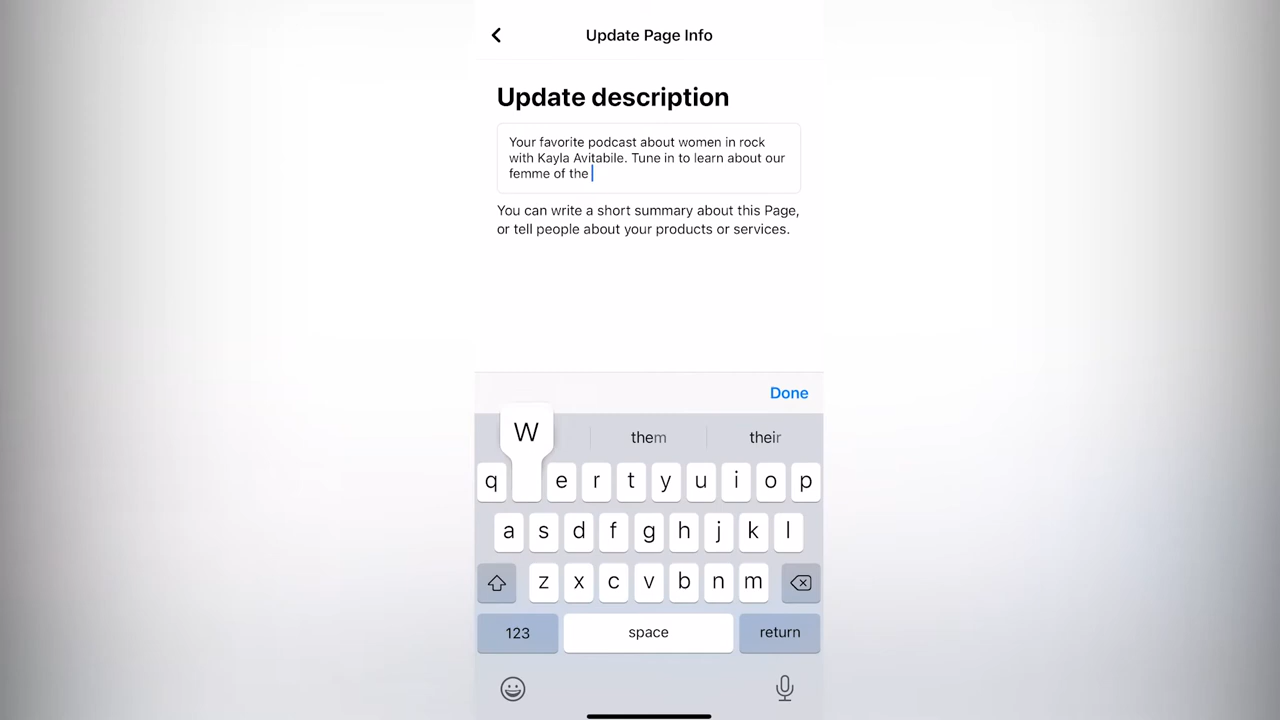 Update Page Info
Update description
Your favorite podcast about women in rock
with Kayla Avitabile. Tune in to learn about our
femme of the
You can write a short summary about this Page,
or tell people about your products or services.
Done
W
them their
q e r t y u i o p
a s d f g h j k l
z x c v b n m
123 space return